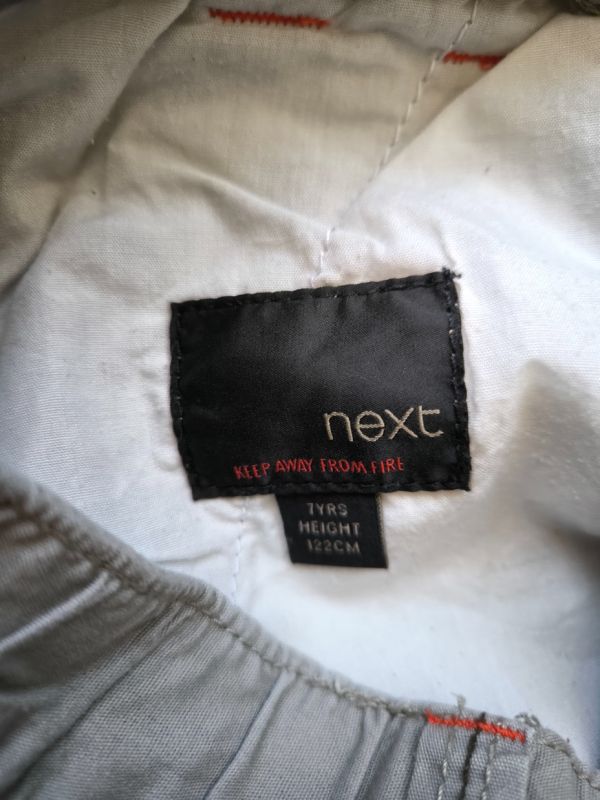 next
KEEP AWAY FROM FIRE
7YRS
HEIGHT
122CM